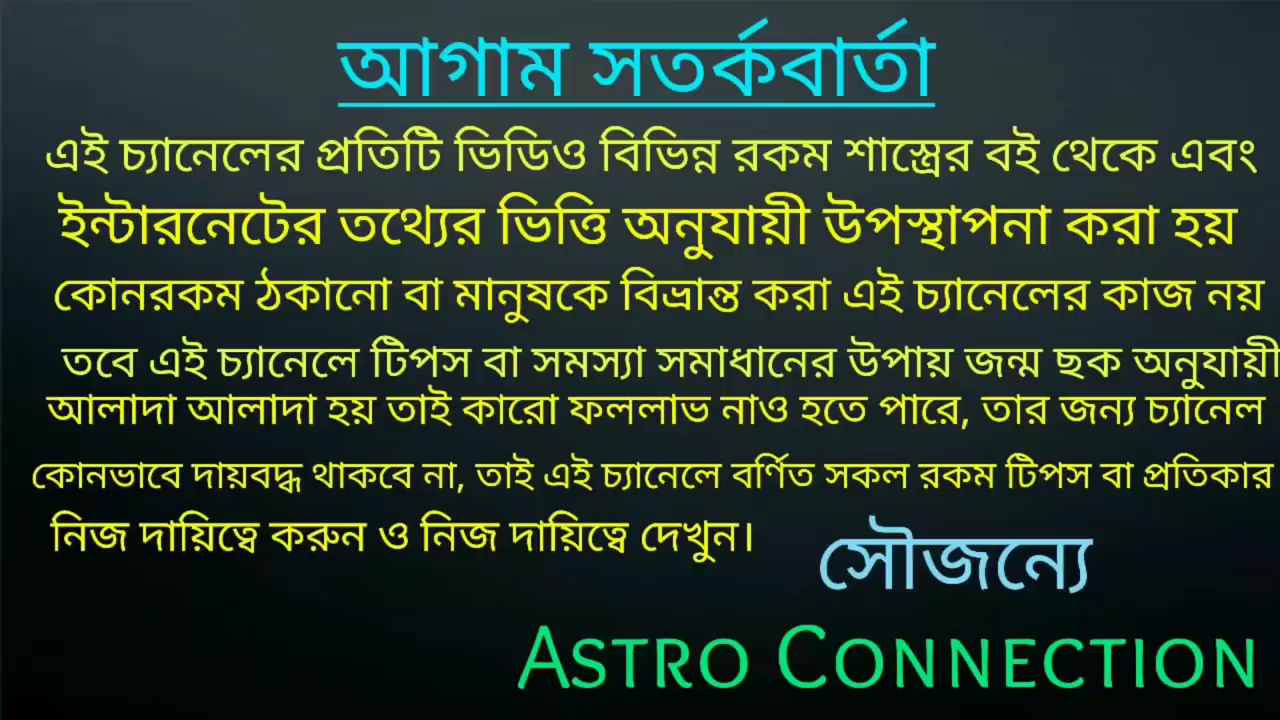 আগাম সতর্কবার্তা
এই চ্যানেলের প্রতিটি ভিডিও বিভিন্ন রকম শাস্ত্রের বই থেকে এবং
ইন্টারনেটের তথ্যের ভিত্তি অনুযায়ী উপস্থাপনা করা হয়
কোনরকম ঠকানো বা মানুষকে বিভ্রান্ত করা এই চ্যানেলের কাজ নয়
তবে এই চ্যানেলে টিপস বা সমস্যা সমাধানের উপায় জন্ম ছক অনুযায়ী
আলাদা আলাদা হয় তাই কারো ফললাভ নাও হতে পারে, তার জন্য চ্যানেল
কোনভাবে দায়বদ্ধ থাকবে না, তাই এই চ্যানেলে বর্ণিত সকল রকম টিপস বা প্রতিকার
নিজ দায়িত্বে করুন ও নিজ দায়িত্বে দেখুন।
সৌজন্যে
ASTRO CONNECTION